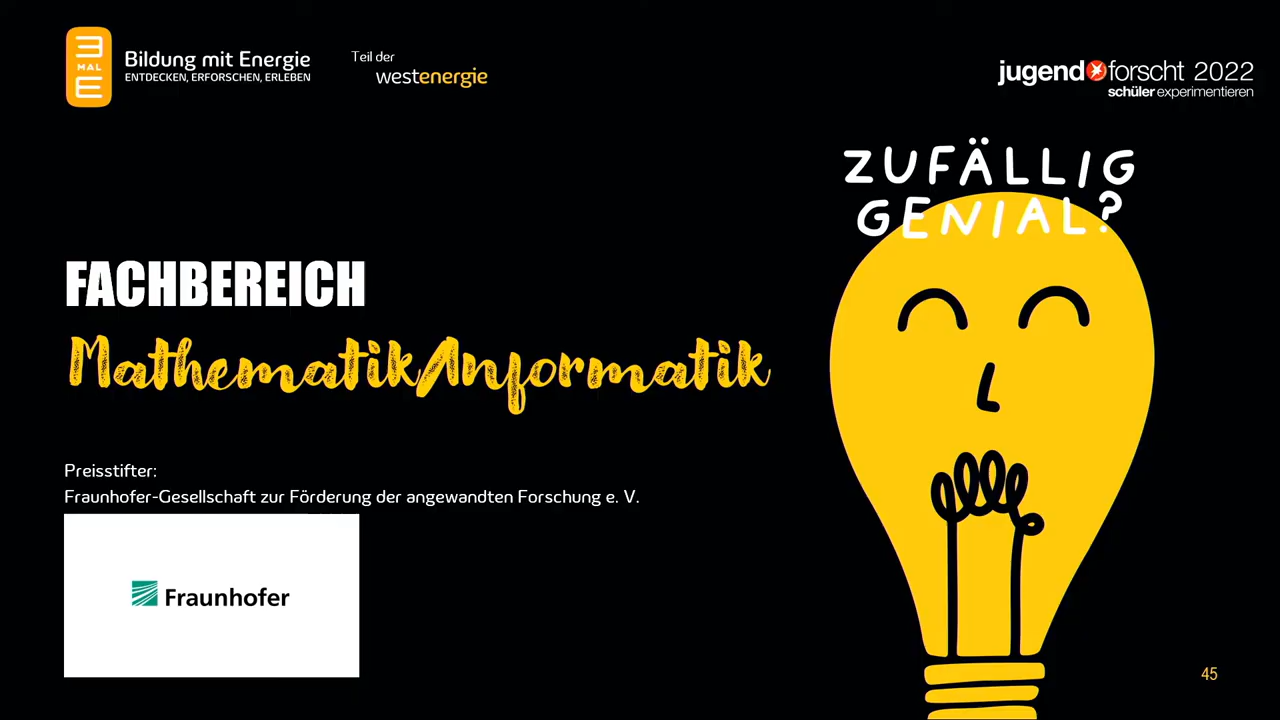 3
MAL
E
Bildung mit Energie
ENTDECKEN, ERFORSCHEN, ERLEBEN
Teil der
westenergie
jugend forscht 2022
schüler experimentieren
ZUFÄLLIG
GENIAL?
FACHBEREICH
Mathematik/Informatik
Preisstifter:
Fraunhofer-Gesellschaft zur Förderung der angewandten Forschung e. V.
Fraunhofer
45